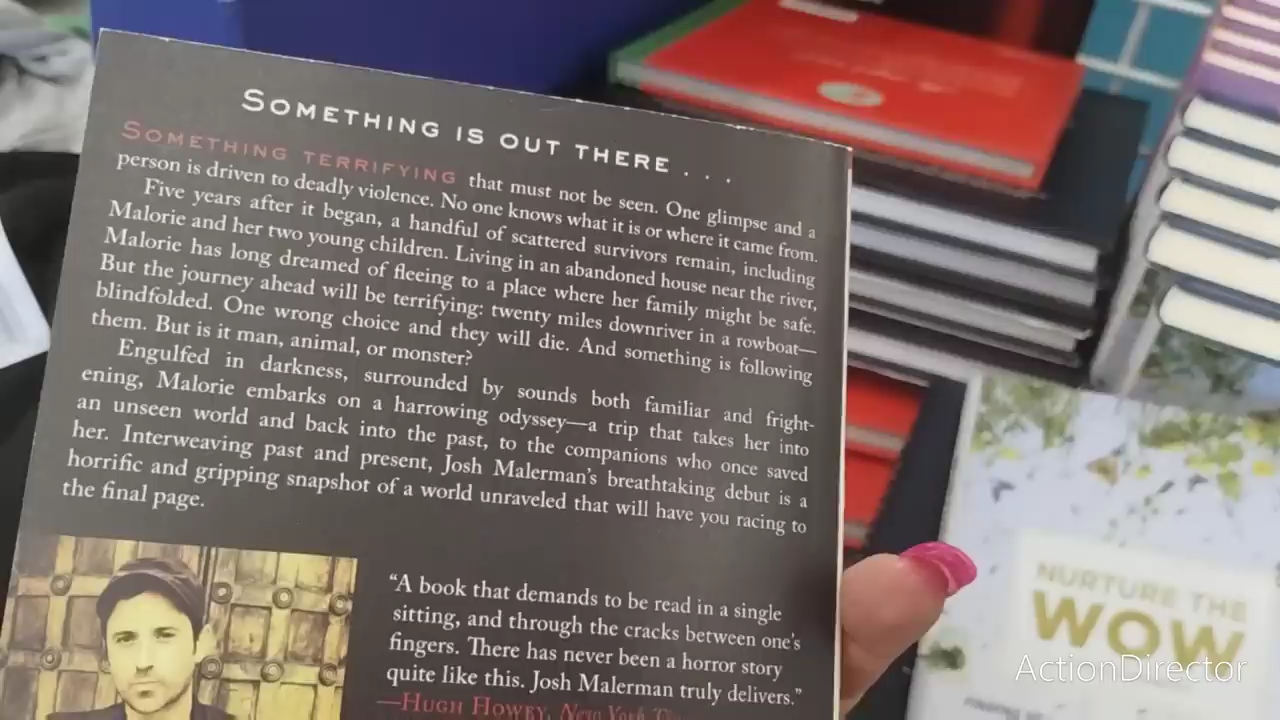 SOMETHING IS OUT THERE . . .
SOMETHING TERRIFYING that must not be seen. One glimpse and a
person is driven to deadly violence. No one knows what it is or where it came from.
Five years after it began, a handful of scattered survivors remain, including
Malorie and her two young children. Living in an abandoned house near the river,
Malorie has long dreamed of fleeing to a place where her family might be safe.
But the journey ahead will be terrifying: twenty miles downriver in a rowboat—
blindfolded. One wrong choice and they will die. And something is following
them. But is it man, animal, or monster?
Engulfed in darkness, surrounded by sounds both familiar and fright-
ening, Malorie embarks on a harrowing odyssey—a trip that takes her into
an unseen world and back into the past, to the companions who once saved
her. Interweaving past and present, Josh Malerman's breathtaking debut is a
horrific and gripping snapshot of a world unraveled that will have you racing to
the final page.
"A book that demands to be read in a single
sitting, and through the cracks between one's
fingers. There has never been a horror story
quite like this. Josh Malerman truly delivers."
—HUGH HOWEY, New York
NURTURE THE
WOW
ActionDirector